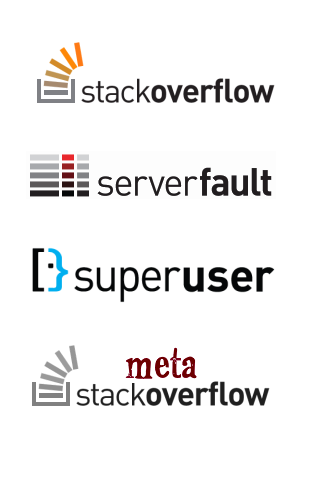 stackoverflow
serverfault
superuser
meta
stackoverflow